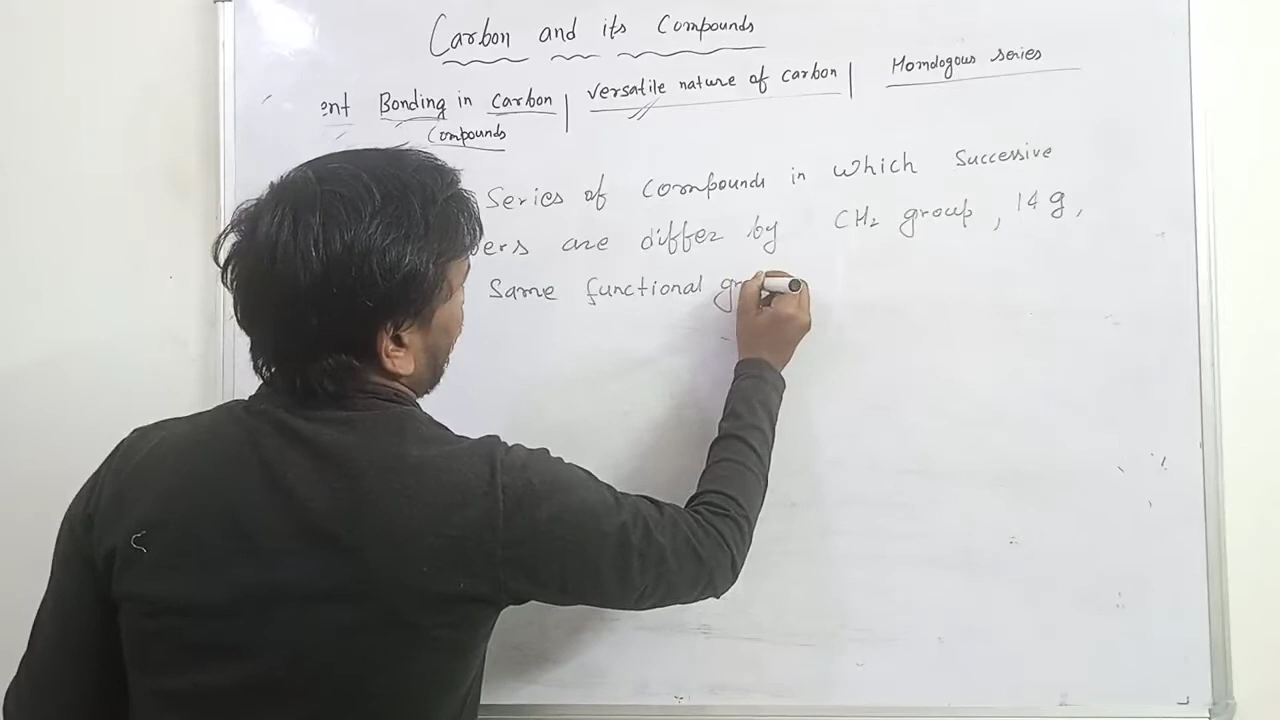 Carbon and its Compounds
ent Bonding in Carbon | Versatile nature of Carbon | Homologous series
Compounds
Series of Compounds in which Successive
ers are differ by CH₂ group, 14 g,
Same functional gr